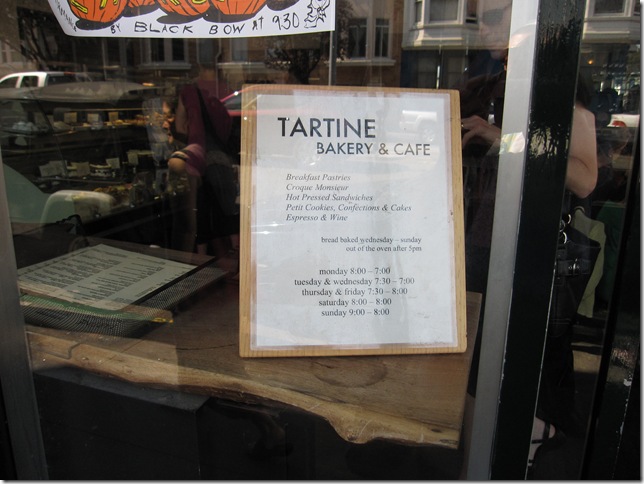 BY BLACK BOW AT 930
TARTINE
BAKERY & CAFE
Breakfast Pastries
Croque Monsieur
Hot Pressed Sandwiches
Petit Cookies, Confections & Cakes
Espresso & Wine
bread baked wednesday – sunday
out of the oven after 5pm
monday 8:00 – 7:00
tuesday & wednesday 7:30 – 7:00
thursday & friday 7:30 – 8:00
saturday 8:00 – 8:00
sunday 9:00 – 8:00